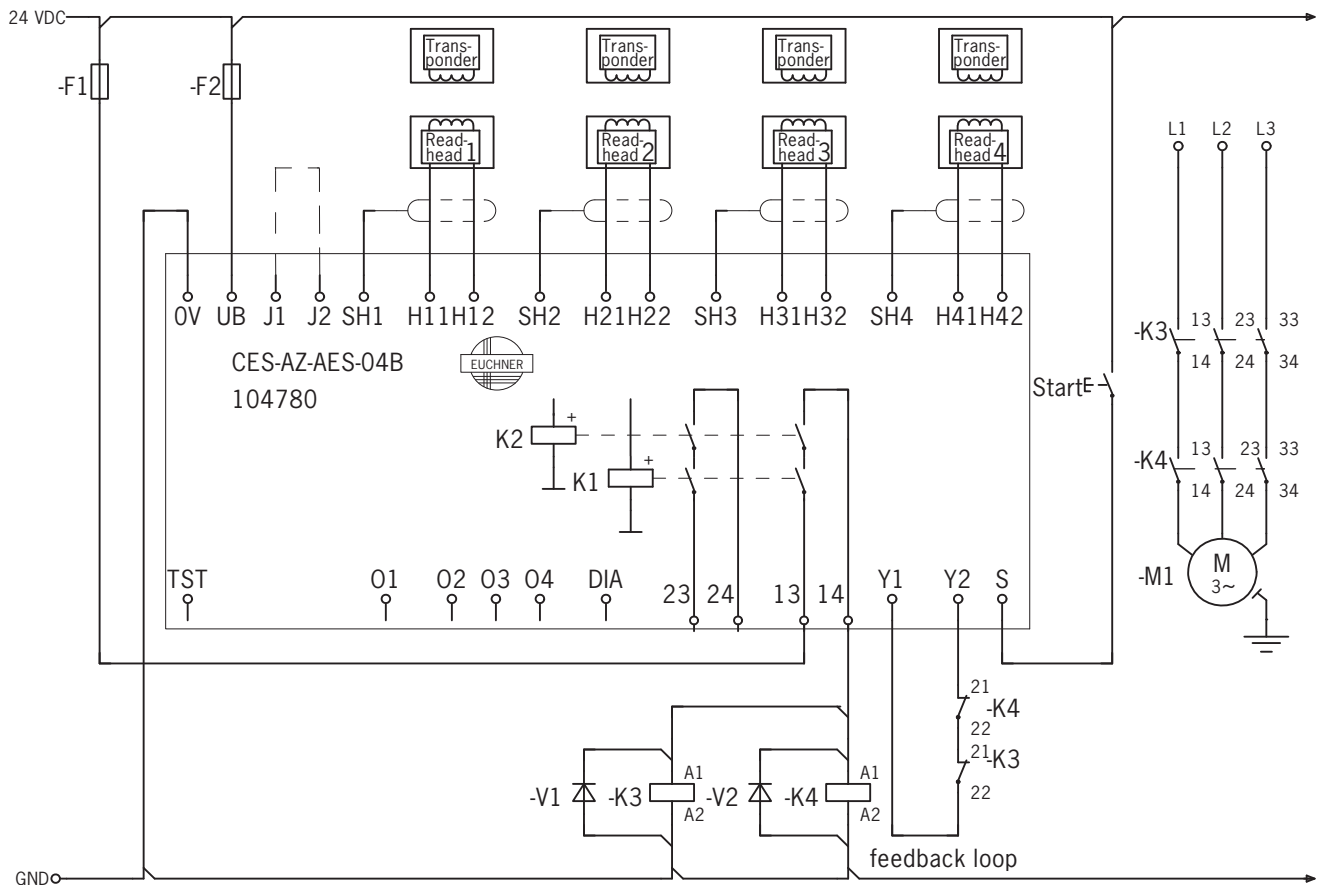 24 VDC
-F1
-F2
Trans-
ponder
Trans-
ponder
Trans-
ponder
Trans-
ponder
Read-
head 1
Read-
head 2
Read-
head 3
Read-
head 4
L1 L2 L3
0V UB J1 J2 SH1 H11 H12 SH2 H21 H22 SH3 H31 H32 SH4 H41 H42
CES-AZ-AES-04B
104780
EUCHNER
-K3
13 23 33
14 24 34
Start
K2 +
K1 +
-K4
13 23 33
14 24 34
TST O1 O2 O3 O4 DIA 23 24 13 14 Y1 Y2 S
-M1
M
3~
21
-K4
22
21
-K3
22
-V1
-K3
A1
A2
-V2
-K4
A1
A2
feedback loop
GND